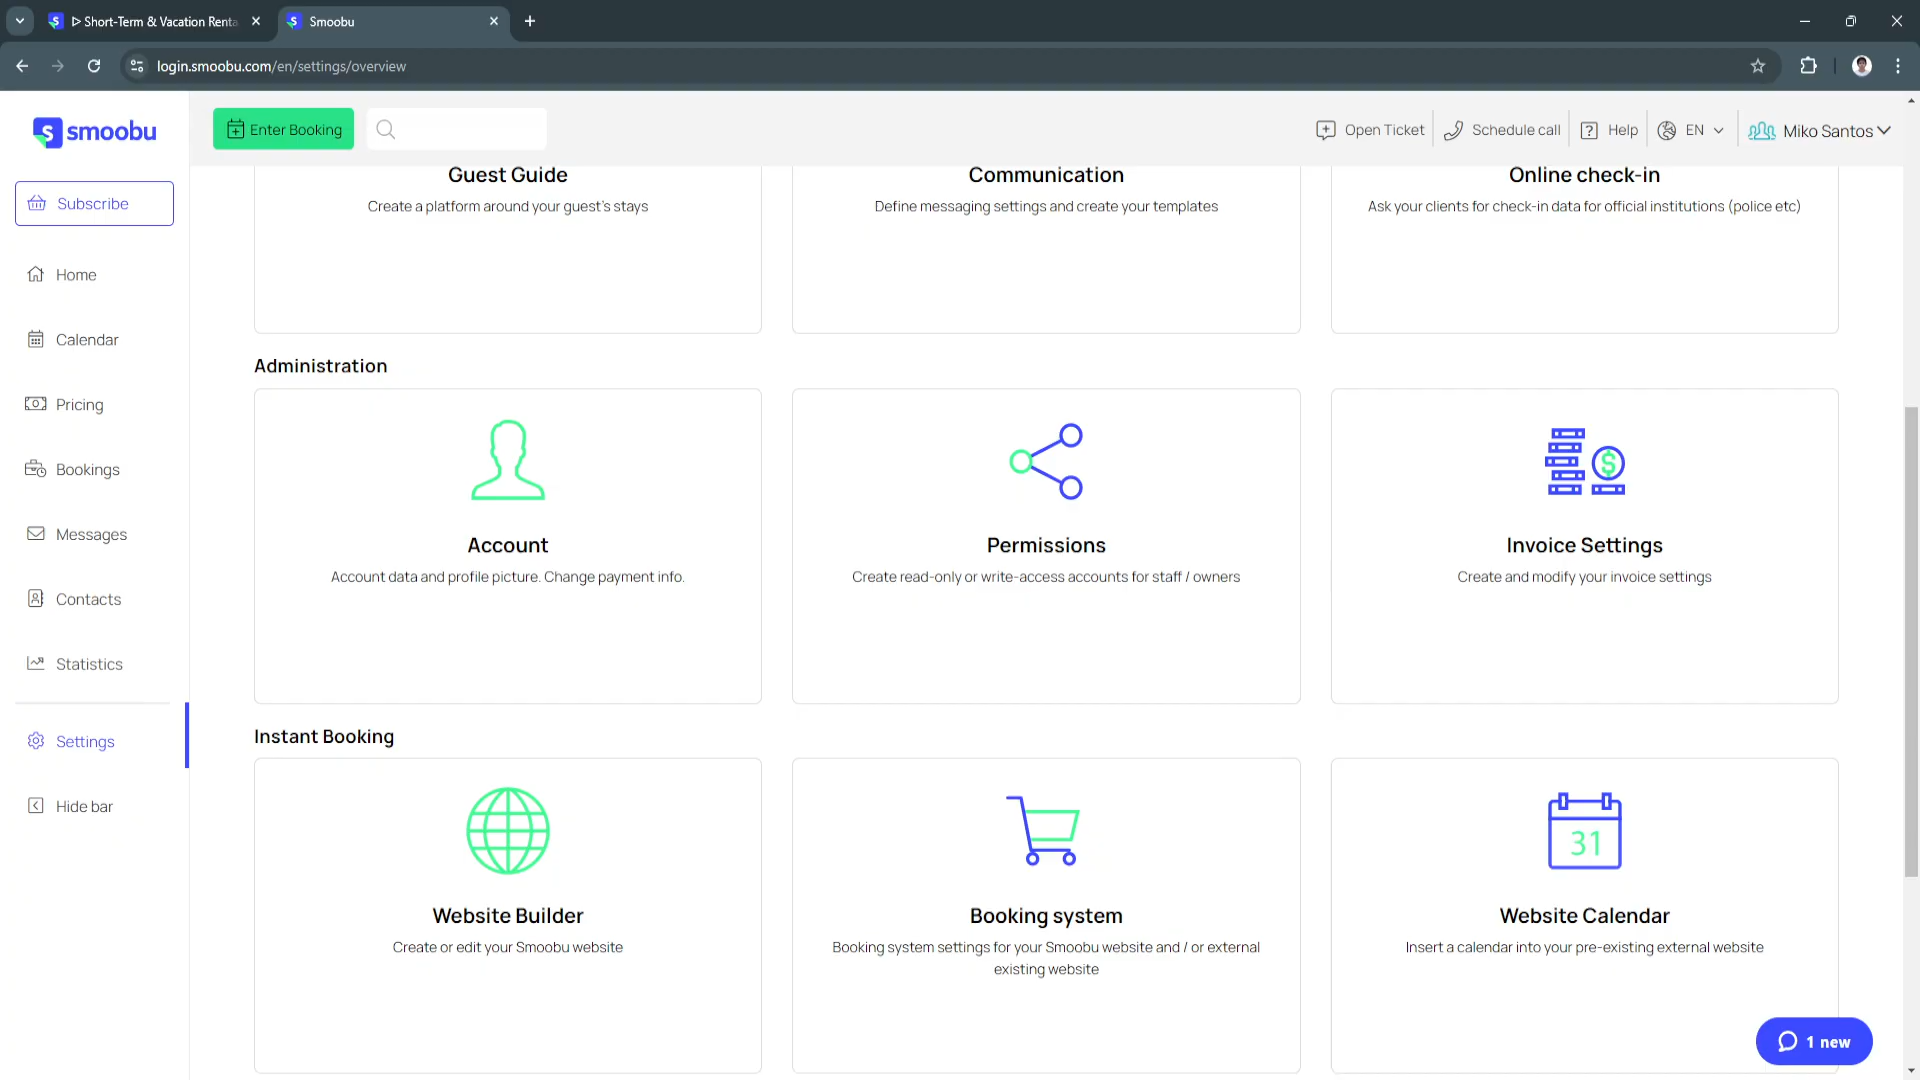 ▷ Short-Term & Vacation Renta
Smoobu
login.smoobu.com/en/settings/overview
smoobu
Enter Booking
Open Ticket
Schedule call
Help
EN
Miko Santos
Subscribe
Home
Calendar
Pricing
Bookings
Messages
Contacts
Statistics
Settings
Hide bar
Guest Guide
Create a platform around your guest's stays
Communication
Define messaging settings and create your templates
Online check-in
Ask your clients for check-in data for official institutions (police etc)
Administration
Account
Account data and profile picture. Change payment info.
Permissions
Create read-only or write-access accounts for staff / owners
Invoice Settings
Create and modify your invoice settings
Instant Booking
Website Builder
Create or edit your Smoobu website
Booking system
Booking system settings for your Smoobu website and / or external
existing website
31
Website Calendar
Insert a calendar into your pre-existing external website
1 new